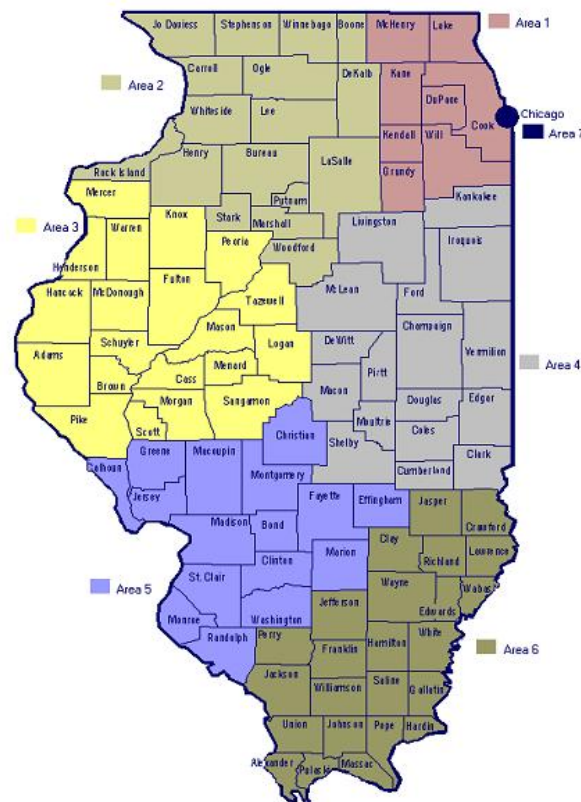 Jo Daviess Stephenson Winnebago Boone McHenry Lake Area 1
Area 2 Carroll Ogle DeKalb Kane DuPage Cook Chicago
Area 7
Whiteside Lee Kendall Will
Rock Island Henry Bureau LaSalle Grundy
Mercer Putnam Kankakee
Area 3 Warren Knox Stark Marshall Livingston Iroquois
Henderson Peoria Woodford
Hancock McDonough Fulton Tazewell McLean Ford
Schuyler Mason Logan DeWitt Champaign Vermilion
Adams Brown Cass Menard Macon Piatt Area 4
Pike Morgan Sangamon Moultrie Douglas Edgar
Scott Christian Shelby Coles
Calhoun Greene Macoupin Montgomery Cumberland Clark
Jersey Fayette Effingham Jasper Crawford
Madison Bond Clay Richland Lawrence
Area 5 St. Clair Clinton Marion Wayne Wabash
Monroe Washington Jefferson Edwards
Randolph Perry Hamilton White Area 6
Franklin
Jackson Williamson Saline Gallatin
Union Johnson Pope Hardin
Alexander Pulaski Massac